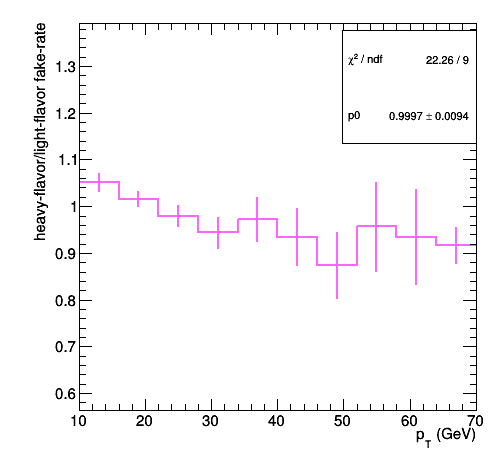 heavy-flavor/light-flavor fake-rate
χ² / ndf 22.26 / 9
p0 0.9997 ± 0.0094
1.3
1.2
1.1
1
0.9
0.8
0.7
0.6
10 20 30 40 50 60 70
p_T (GeV)